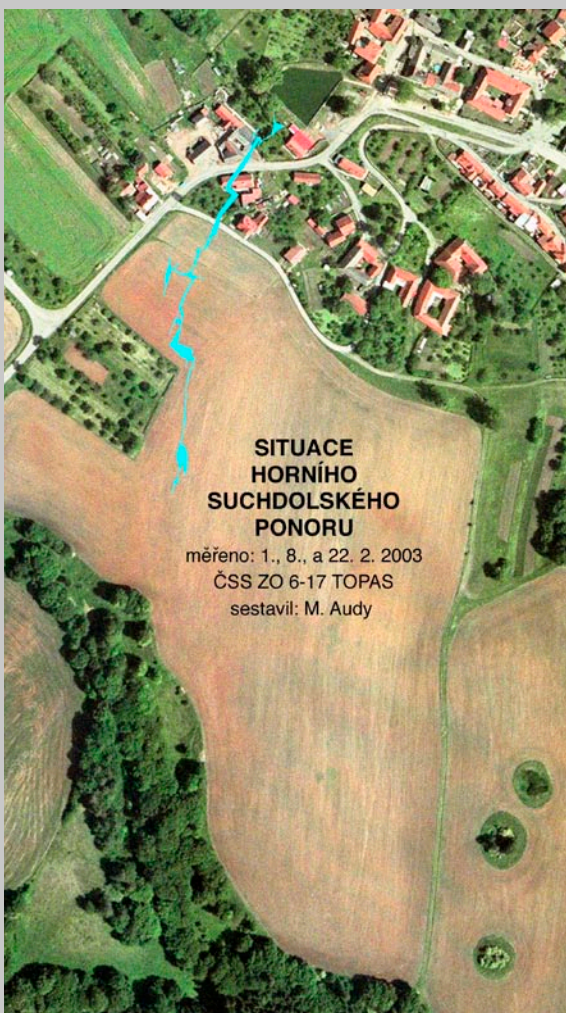 SITUACE
HORNÍHO
SUCHDOLSKÉHO
PONORU
měřeno: 1., 8., a 22. 2. 2003
ČSS ZO 6-17 TOPAS
sestavil: M. Audy